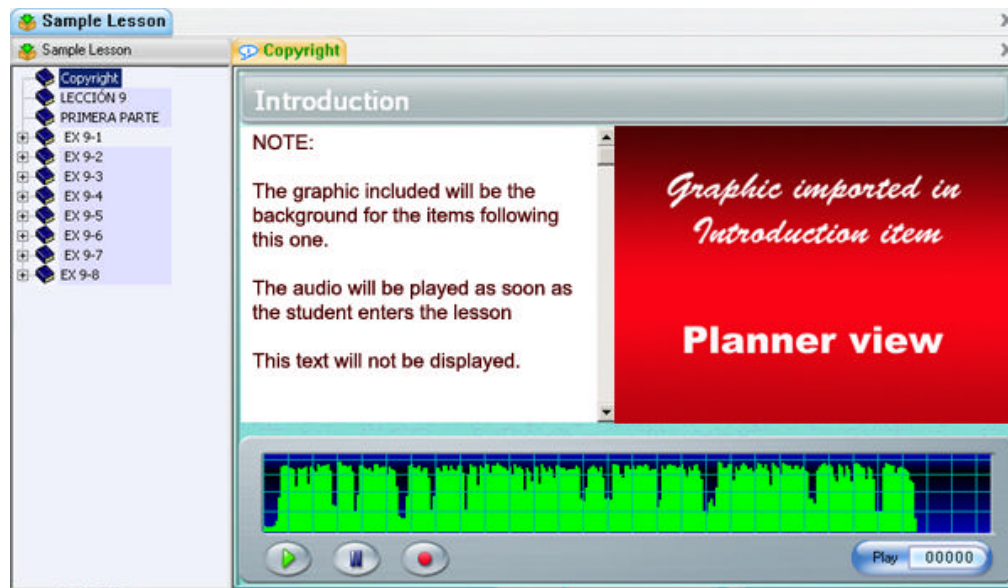 Sample Lesson
Sample Lesson
Copyright
LECCIÓN 9
PRIMERA PARTE
EX 9-1
EX 9-2
EX 9-3
EX 9-4
EX 9-5
EX 9-6
EX 9-7
EX 9-8
Copyright
Introduction
NOTE:
The graphic included will be the
background for the items following
this one.
The audio will be played as soon as
the student enters the lesson
This text will not be displayed.
Graphic imported in
Introduction item
Planner view
Play 00000